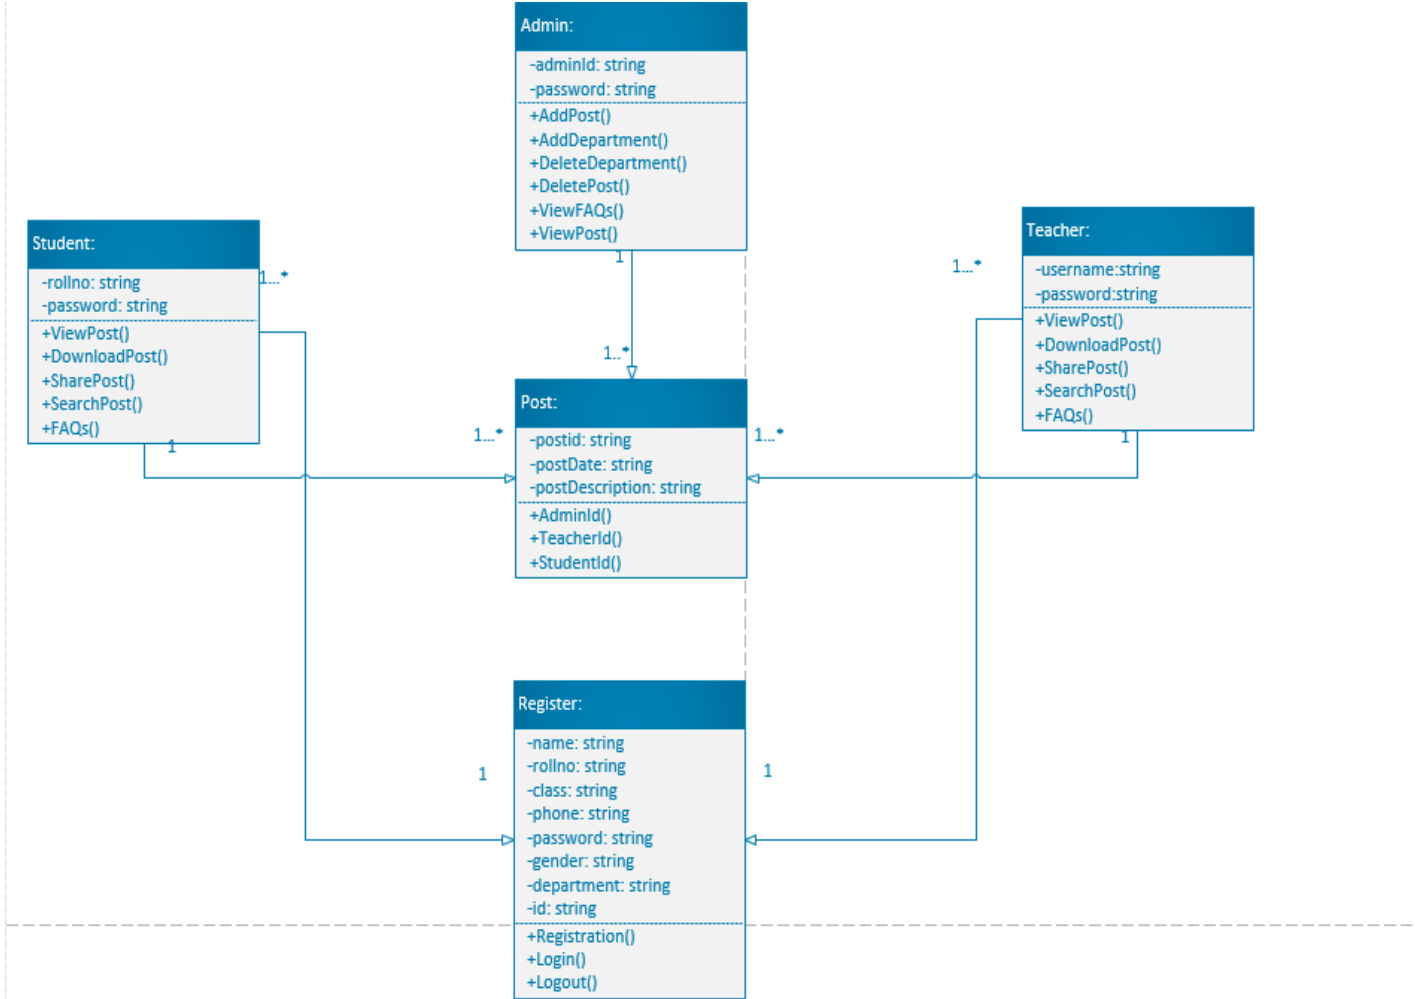 Admin:
-adminId: string
-password: string
+AddPost()
+AddDepartment()
+DeleteDepartment()
+DeletePost()
+ViewFAQs()
+ViewPost()
1
1..*
Student:
-rollno: string
-password: string
+ViewPost()
+DownloadPost()
+SharePost()
+SearchPost()
+FAQs()
1...*
1
Teacher:
-username:string
-password:string
+ViewPost()
+DownloadPost()
+SharePost()
+SearchPost()
+FAQs()
1...*
1
Post:
-postid: string
-postDate: string
-postDescription: string
+AdminId()
+TeacherId()
+StudentId()
1...*
1...*
Register:
-name: string
-rollno: string
-class: string
-phone: string
-password: string
-gender: string
-department: string
-id: string
+Registration()
+Login()
+Logout()
1
1